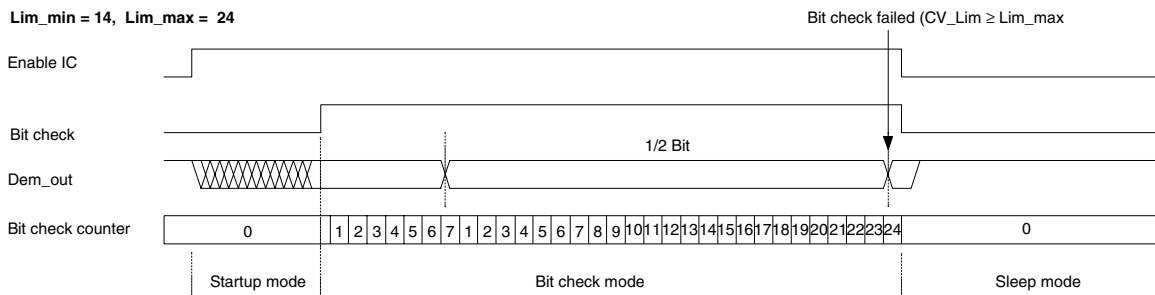 Lim_min = 14, Lim_max = 24
Bit check failed (CV_Lim ≥ Lim_max
Enable IC
Bit check
1/2 Bit
Dem_out
Bit check counter 0 1 2 3 4 5 6 7 1 2 3 4 5 6 7 8 9 10 11 12 13 14 15 16 17 18 19 20 21 22 23 24 0
Startup mode Bit check mode Sleep mode